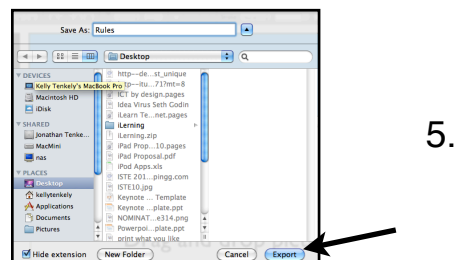 Save As: Rules
Desktop
DEVICES
Kelly Tenkely's MacBook Pro
Macintosh HD
iDisk
SHARED
Jonathan Tenke...
MacMini
nas
PLACES
Desktop
kellytenkely
Applications
Documents
Pictures
http--de...st_unique
http--itu...71?mt=8
ICT by design.pages
Idea Virus Seth Godin
iLearn Te...net.pages
iLerning
iLerning.zip
iPad Prop...10.pages
iPad Proposal.pdf
iPod Apps.xls
ISTE 201...pingg.com
ISTE10.jpg
Keynote ... Template
Keynote ...plate.ppt
NOMINAT...e314.png
Powerpoi...plate.ppt
print what you like
Hide extension
New Folder
Cancel
Export
5.